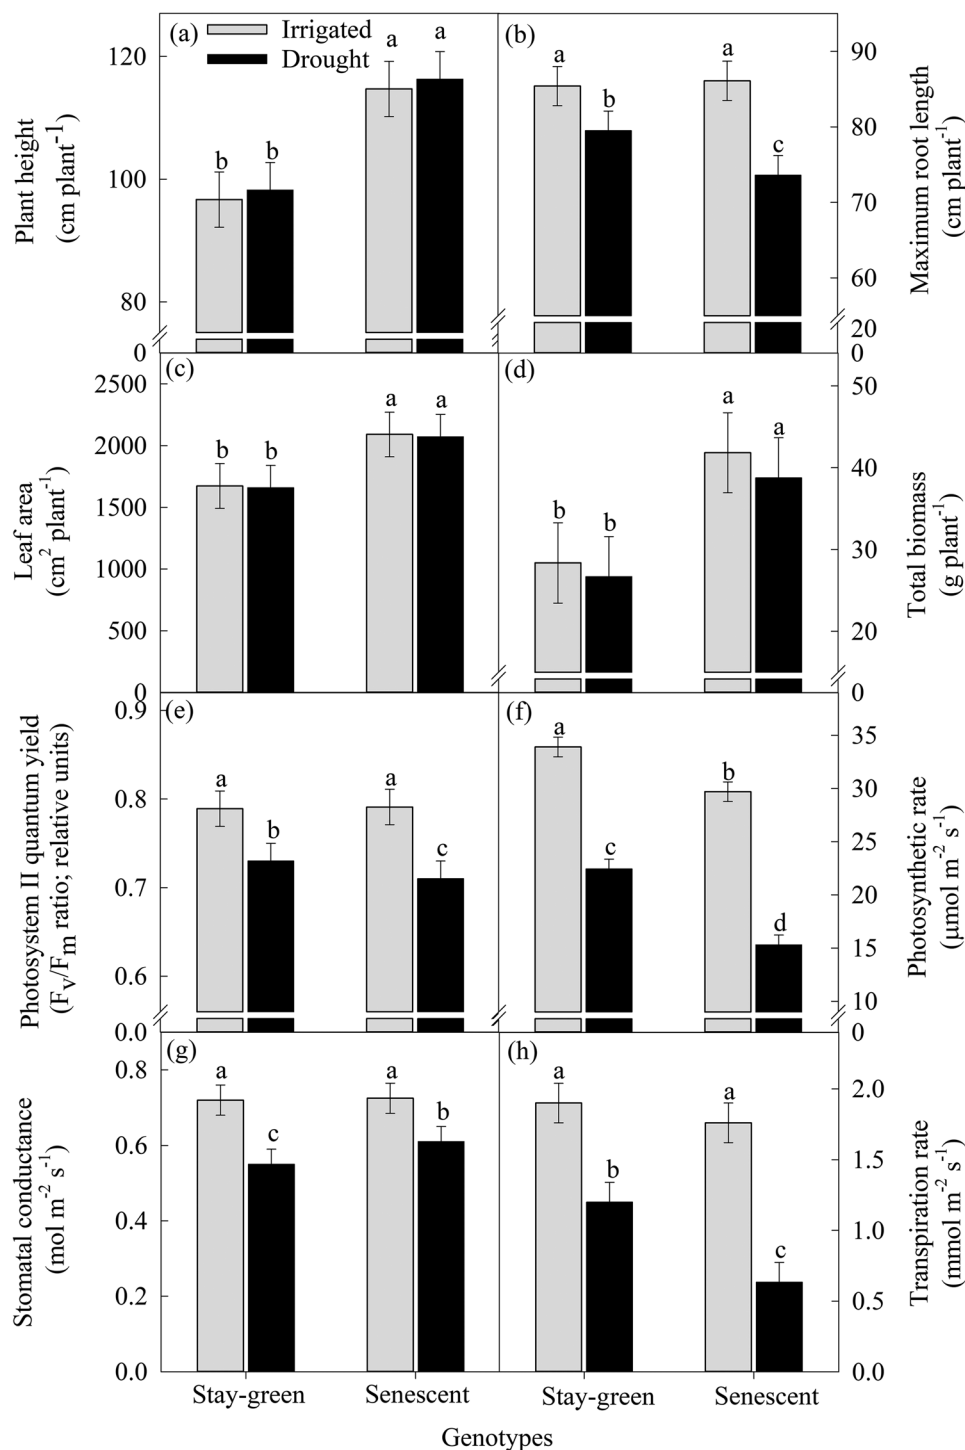 (a)
Irrigated
Drought
Plant height
(cm plant⁻¹)
120
100
80
0
b
b
a
a
(b)
Maximum root length
(cm plant⁻¹)
90
80
70
60
20
0
a
b
a
c
(c)
Leaf area
(cm² plant⁻¹)
2500
2000
1500
1000
500
0
b
b
a
a
(d)
Total biomass
(g plant⁻¹)
50
40
30
20
0
b
b
a
a
(e)
Photosystem II quantum yield
(Fv/Fm ratio; relative units)
0.9
0.8
0.7
0.6
0.0
a
b
a
c
(f)
Photosynthetic rate
(μmol m⁻² s⁻¹)
35
30
25
20
15
10
0
a
c
b
d
(g)
Stomatal conductance
(mol m⁻² s⁻¹)
0.8
0.6
0.4
0.2
0.0
a
c
a
b
(h)
Transpiration rate
(mmol m⁻² s⁻¹)
2.0
1.5
1.0
0.5
0.0
a
b
a
c
Stay-green
Senescent
Stay-green
Senescent
Genotypes